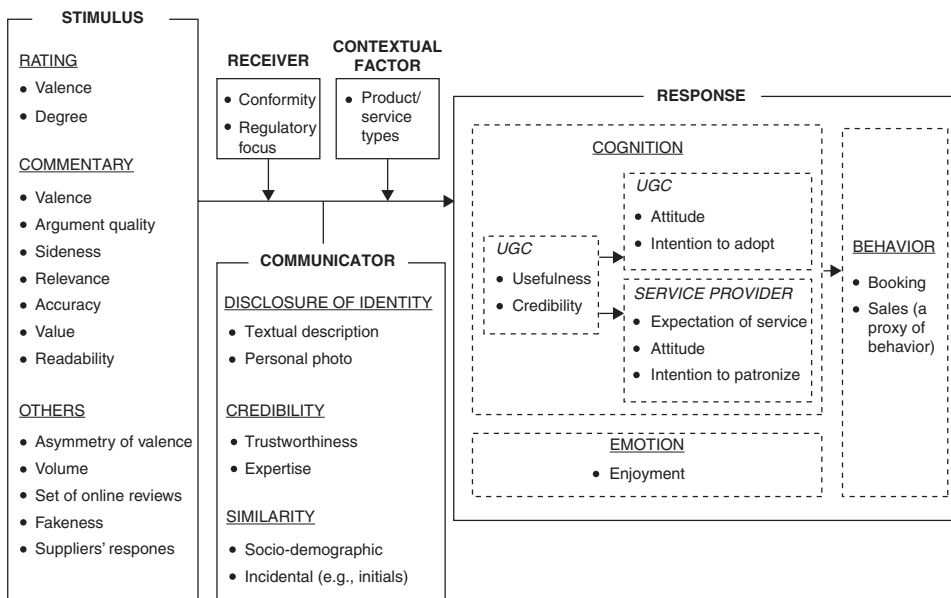 STIMULUS
RATING
• Valence
• Degree
COMMENTARY
• Valence
• Argument quality
• Sideness
• Relevance
• Accuracy
• Value
• Readability
OTHERS
• Asymmetry of valence
• Volume
• Set of online reviews
• Fakeness
• Suppliers' respones
RECEIVER
• Conformity
• Regulatory
focus
CONTEXTUAL
FACTOR
• Product/
service
types
COMMUNICATOR
DISCLOSURE OF IDENTITY
• Textual description
• Personal photo
CREDIBILITY
• Trustworthiness
• Expertise
SIMILARITY
• Socio-demographic
• Incidental (e.g., initials)
RESPONSE
COGNITION
UGC
• Usefulness
• Credibility
UGC
• Attitude
• Intention to adopt
SERVICE PROVIDER
• Expectation of service
• Attitude
• Intention to patronize
EMOTION
• Enjoyment
BEHAVIOR
• Booking
• Sales (a
proxy of
behavior)